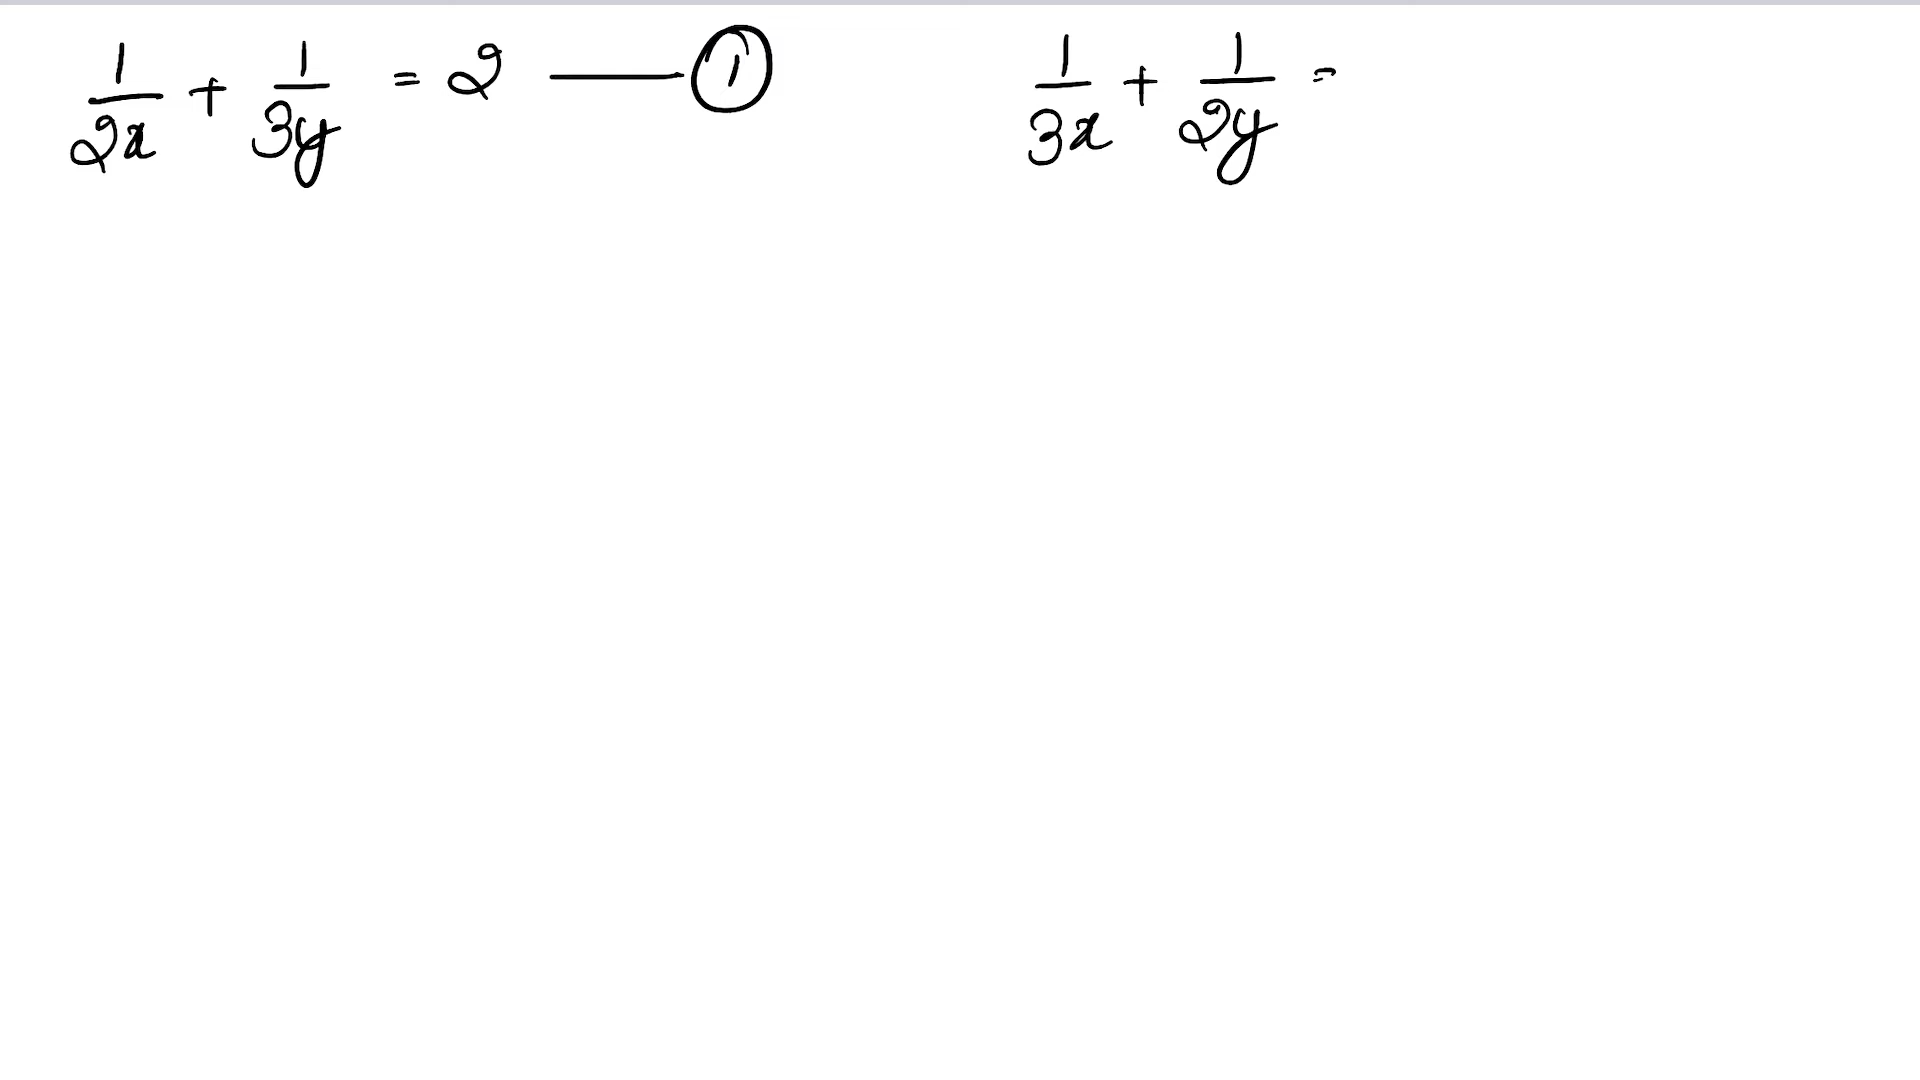 1/2x + 1/3y = 2 —— ① 1/3x + 1/2y =